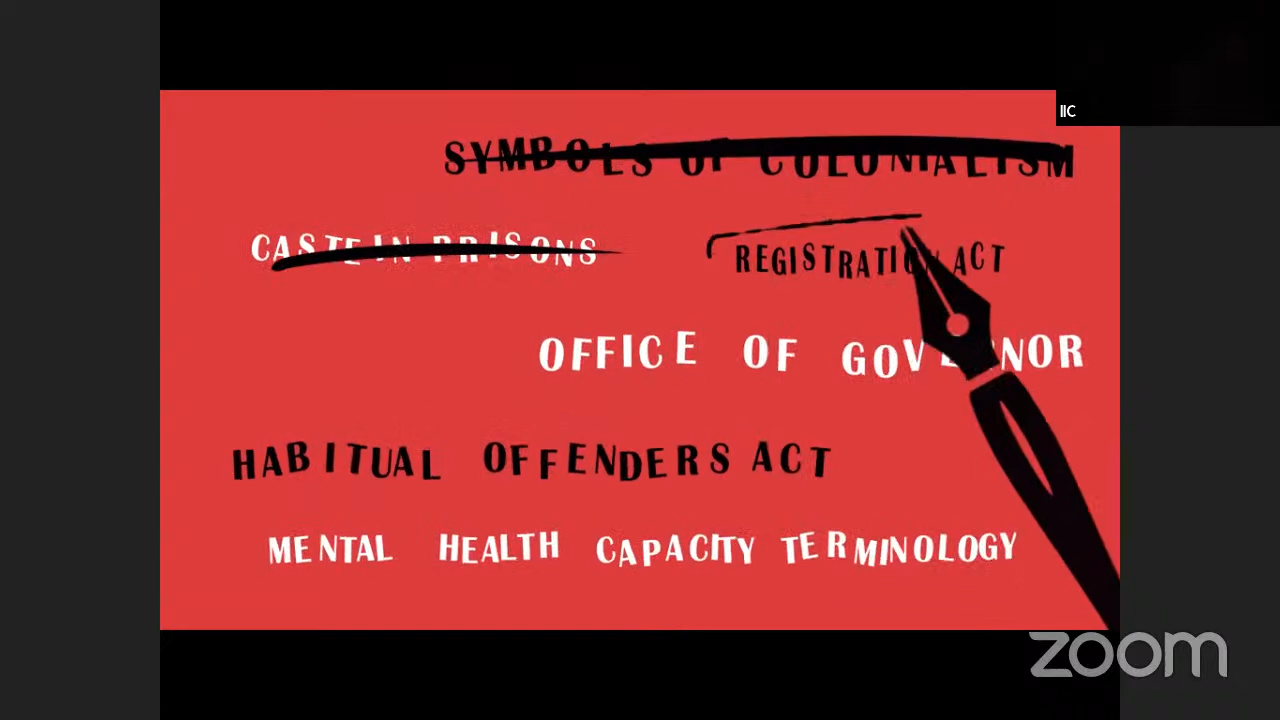 IIC
SYMBOLS OF COLONIALISM
CASTE IN PRISONS
REGISTRATION ACT
OFFICE OF GOVERNOR
HABITUAL OFFENDERS ACT
MENTAL HEALTH CAPACITY TERMINOLOGY
zoom